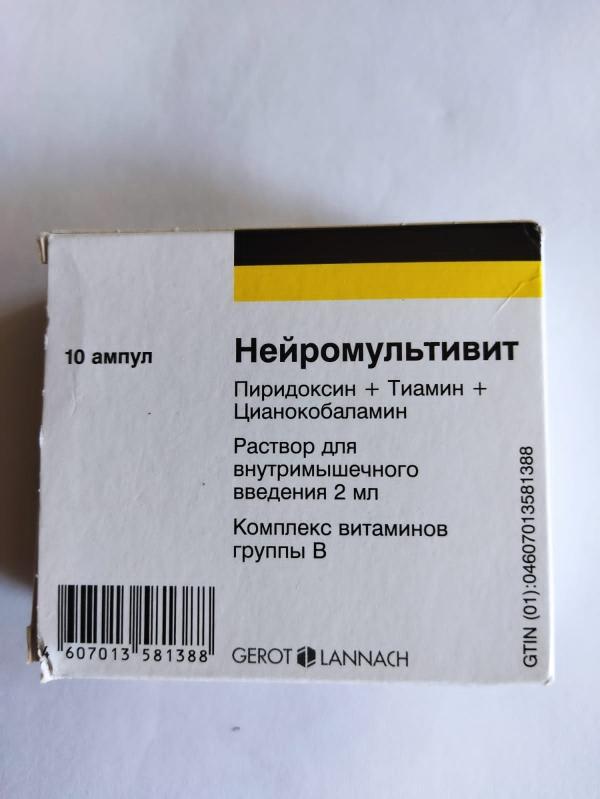 10 ампул
Нейромультивит
Пиридоксин + Тиамин +
Цианокобаламин
Раствор для
внутримышечного
введения 2 мл
Комплекс витаминов
группы В
4 607013 581388
GEROT LANNACH
GTIN (01):04607013581388